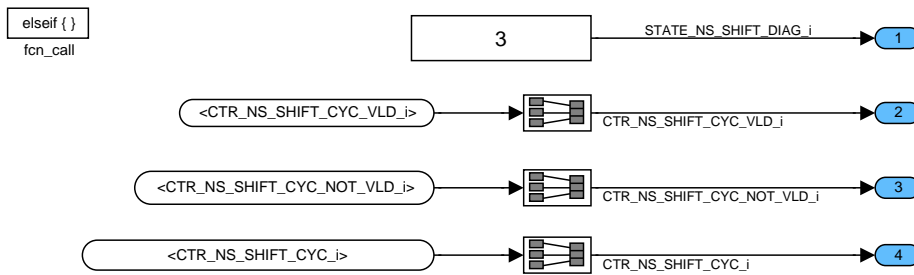 elseif { }
fcn_call
3
STATE_NS_SHIFT_DIAG_i
1
<CTR_NS_SHIFT_CYC_VLD_i>
CTR_NS_SHIFT_CYC_VLD_i
2
<CTR_NS_SHIFT_CYC_NOT_VLD_i>
CTR_NS_SHIFT_CYC_NOT_VLD_i
3
<CTR_NS_SHIFT_CYC_i>
CTR_NS_SHIFT_CYC_i
4